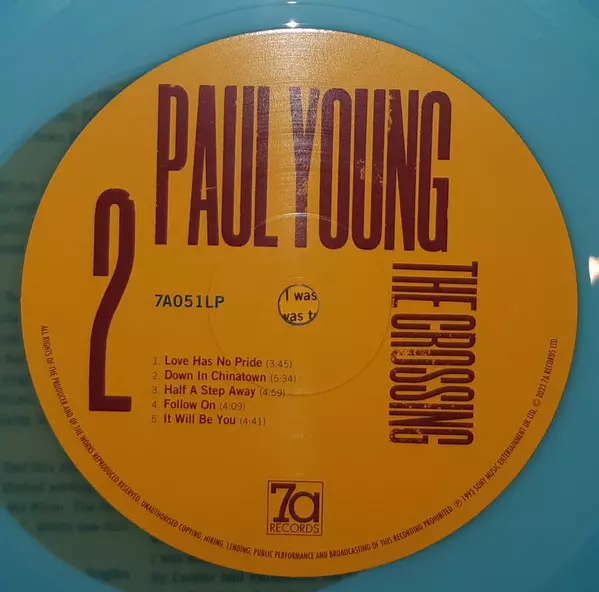 PAUL YOUNG
THE CROSSING
2
7A051LP
I was
was t
1. Love Has No Pride (3:45)
2. Down In Chinatown (5:34)
3. Half A Step Away (4:59)
4. Follow On (4:09)
5. It Will Be You (4:41)
7a
RECORDS
ALL RIGHTS OF THE PRODUCER AND OF THE WORKS REPRODUCED RESERVED. UNAUTHORISED COPYING, HIRING, LENDING, PUBLIC PERFORMANCE AND BROADCASTING OF THIS RECORDING PROHIBITED. ℗ 1993 SONY MUSIC ENTERTAINMENT UK LTD. © 2023 7A RECORDS LTD.